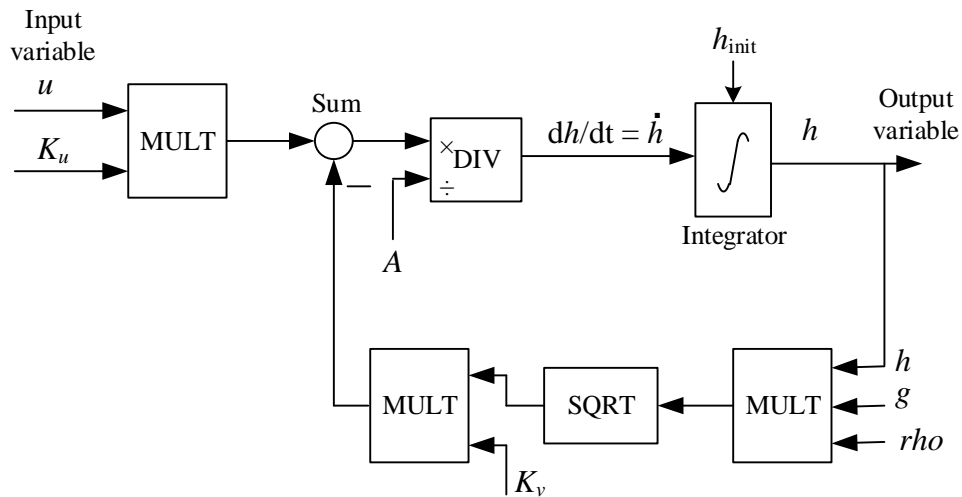 Input
variable
u
K_u
MULT
Sum
−
×
DIV
÷
A
dh/dt = ḣ
h_init
∫
Integrator
h
Output
variable
MULT
h
g
rho
SQRT
MULT
K_v